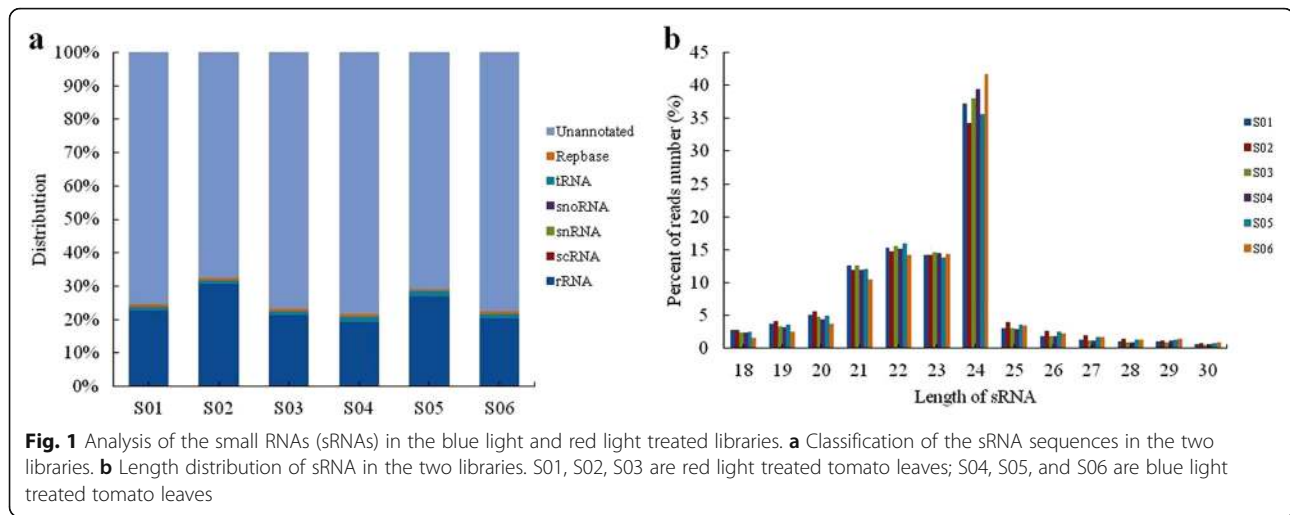 a
100%
90%
80%
70%
60%
50%
40%
30%
20%
10%
0%
Distribution
S01 S02 S03 S04 S05 S06
Unannotated
Repbase
tRNA
snoRNA
snRNA
scRNA
rRNA
b
45
40
35
30
25
20
15
10
5
0
Percent of reads number (%)
18 19 20 21 22 23 24 25 26 27 28 29 30
Length of sRNA
S01
S02
S03
S04
S05
S06
Fig. 1 Analysis of the small RNAs (sRNAs) in the blue light and red light treated libraries. a Classification of the sRNA sequences in the two
libraries. b Length distribution of sRNA in the two libraries. S01, S02, S03 are red light treated tomato leaves; S04, S05, and S06 are blue light
treated tomato leaves